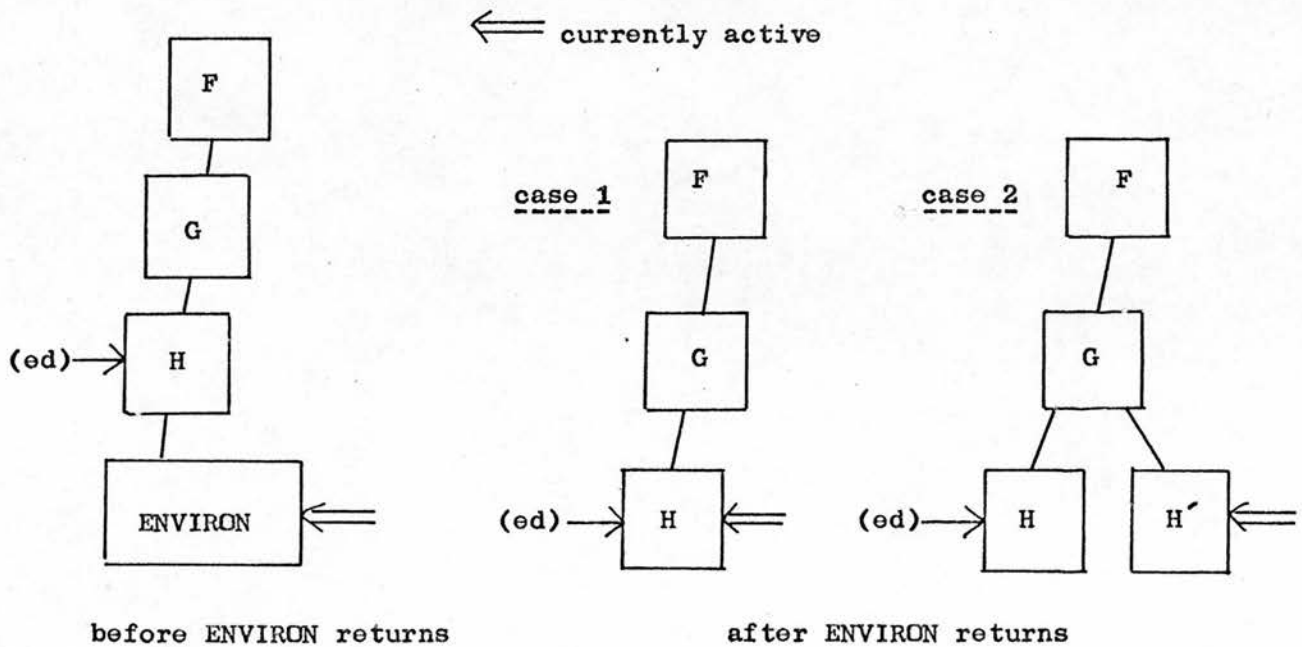 currently active
F
G
(ed)
H
ENVIRON
before ENVIRON returns
case 1
F
G
(ed)
H
case 2
F
G
(ed)
H
H′
after ENVIRON returns